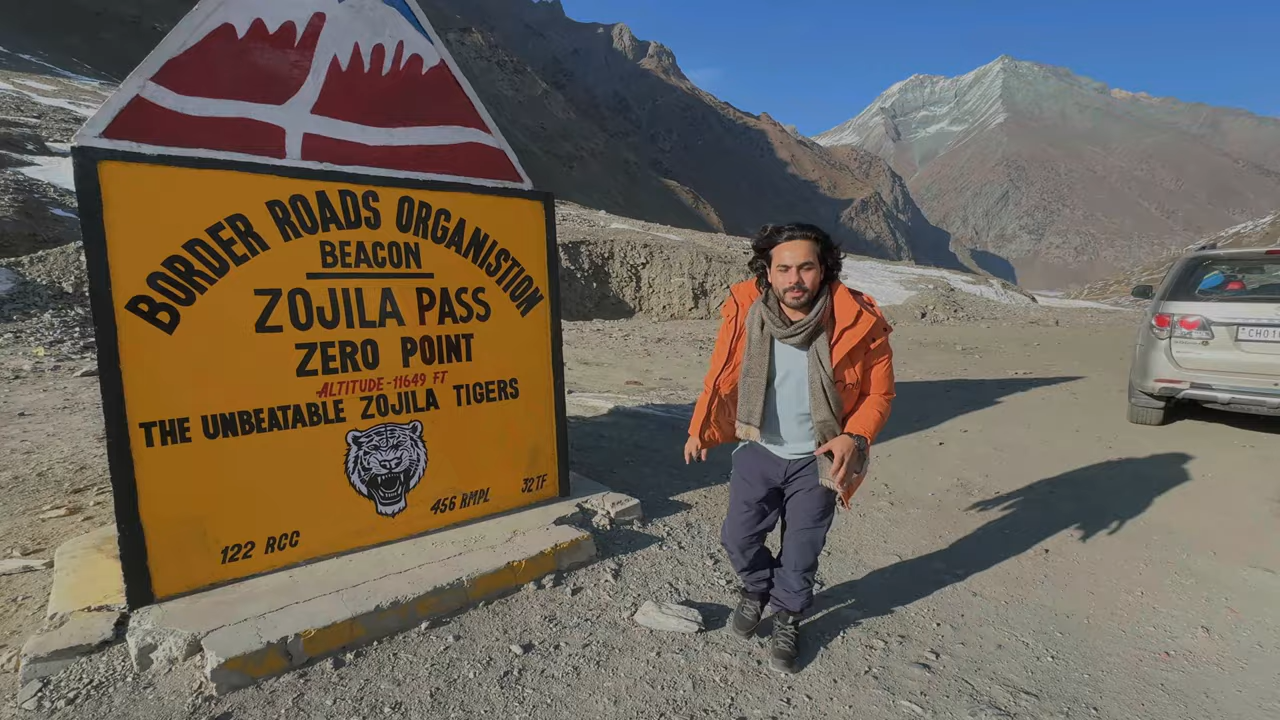 BORDER ROADS ORGANISTION
BEACON
ZOJILA PASS
ZERO POINT
ALTITUDE-11649 FT
THE UNBEATABLE ZOJILA TIGERS
122 RCC 456 RMPL 32TF
CH01